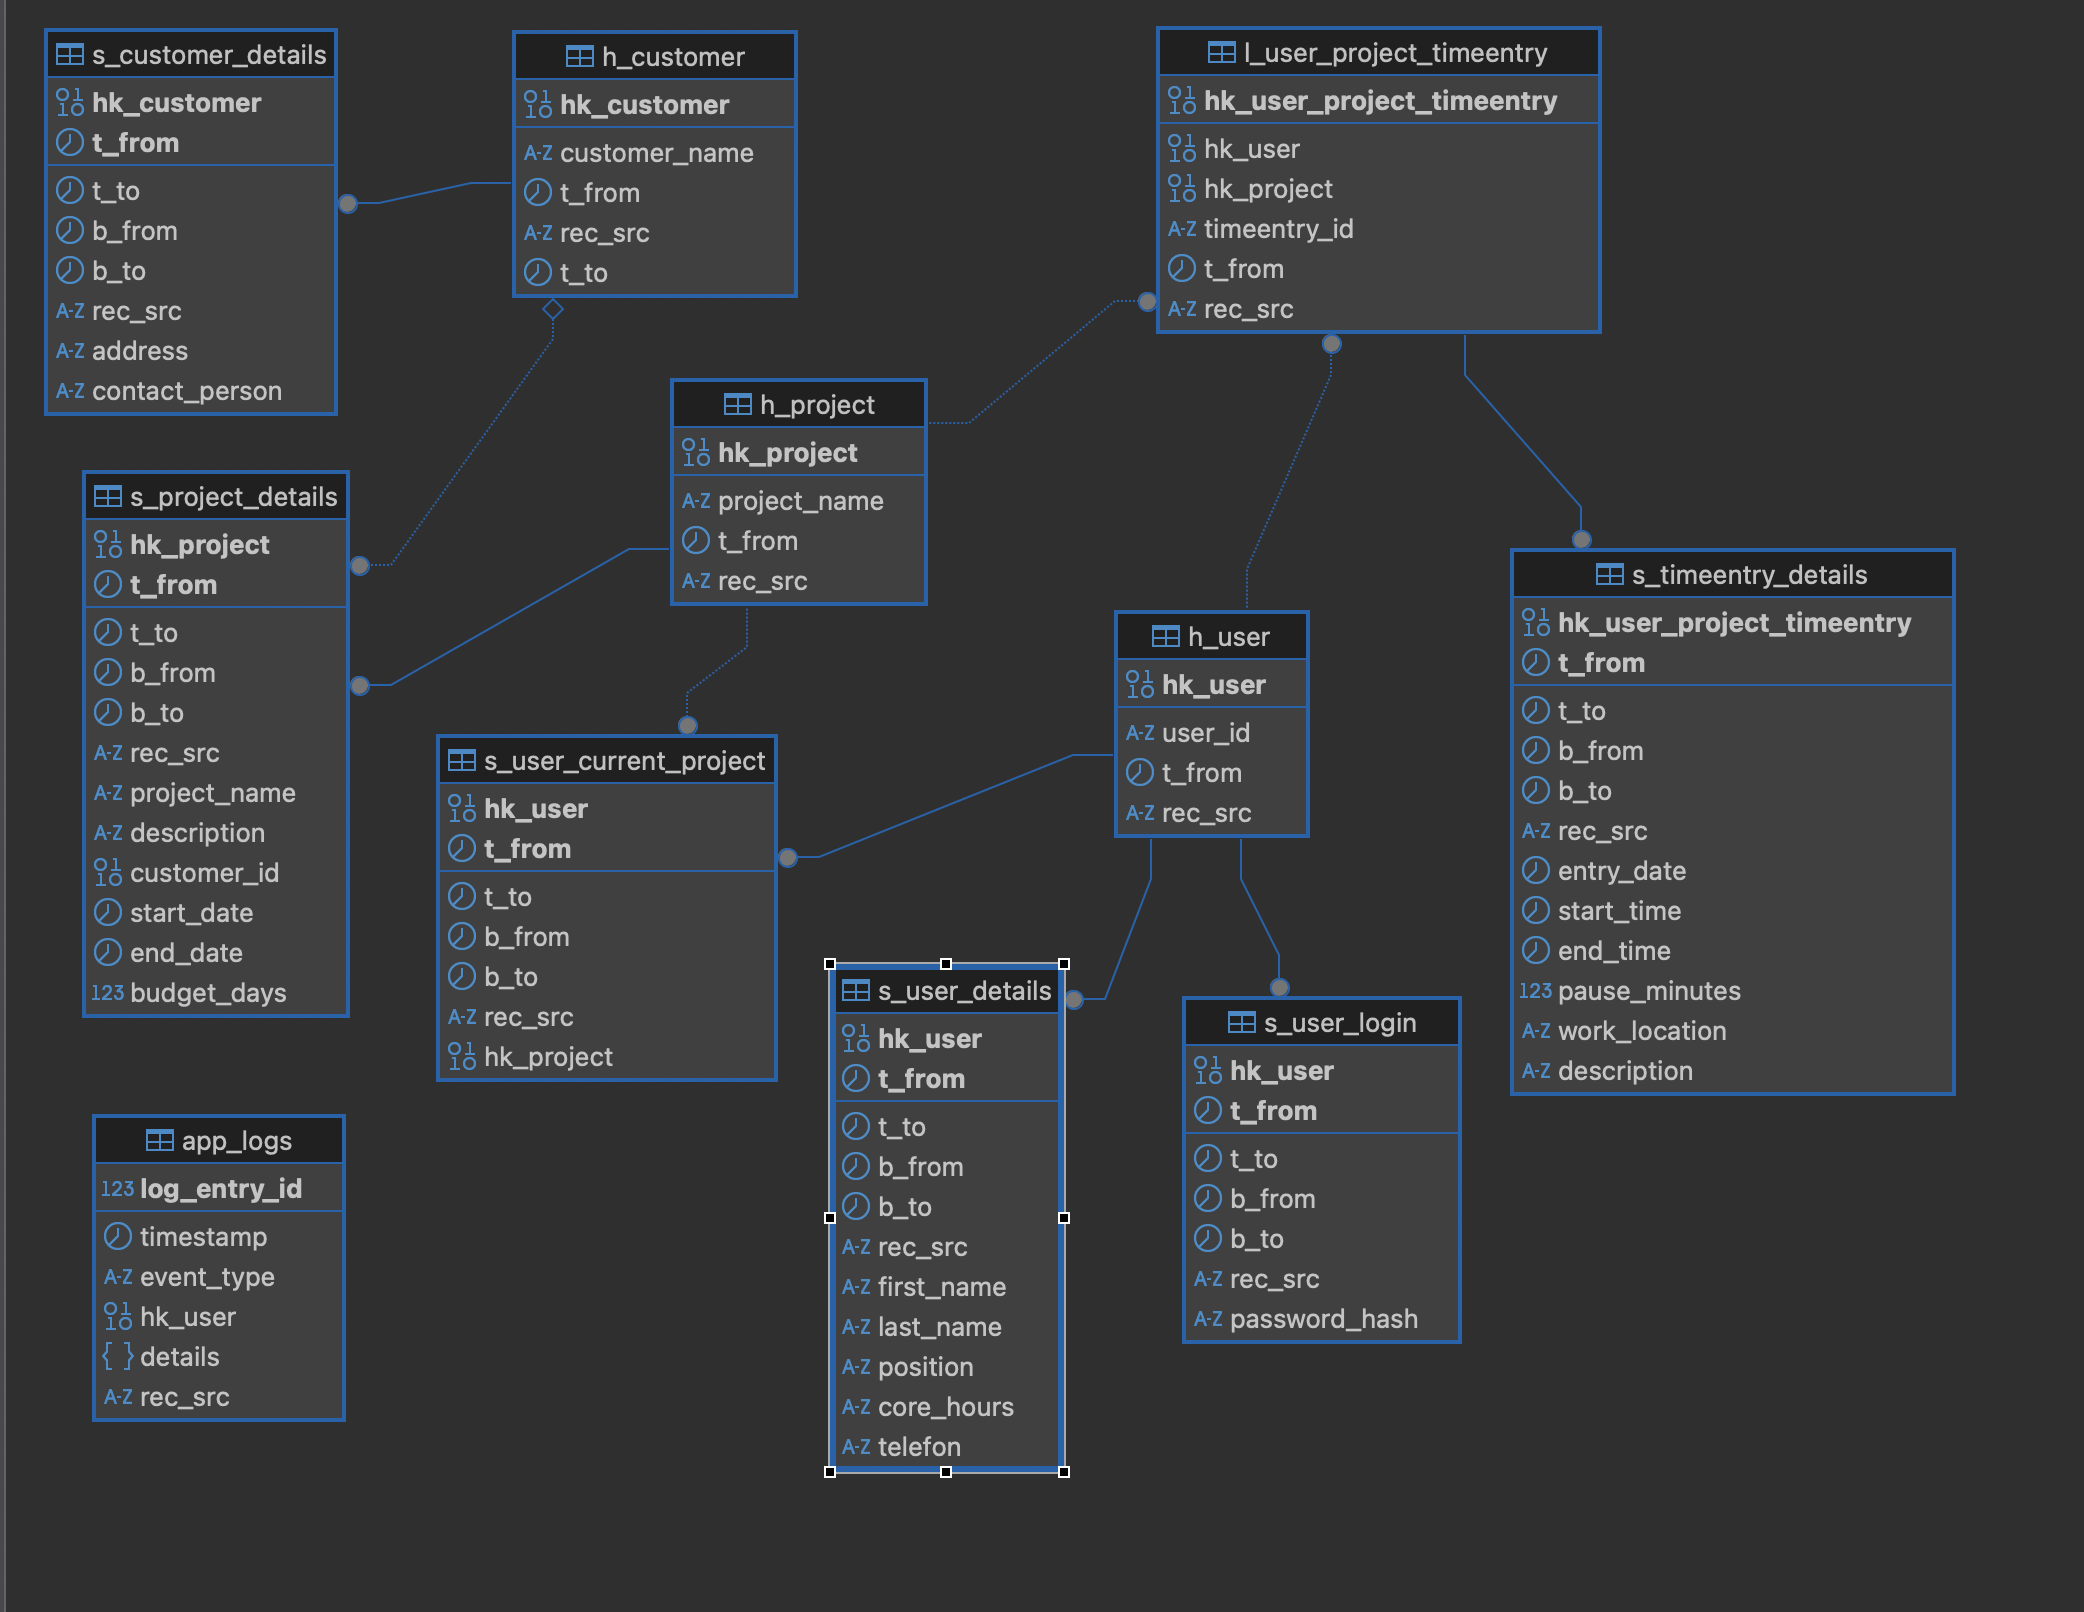 s_customer_details
hk_customer
t_from
t_to
b_from
b_to
rec_src
address
contact_person
h_customer
hk_customer
customer_name
t_from
rec_src
t_to
l_user_project_timeentry
hk_user_project_timeentry
hk_user
hk_project
timeentry_id
t_from
rec_src
h_project
hk_project
project_name
t_from
rec_src
s_project_details
hk_project
t_from
t_to
b_from
b_to
rec_src
project_name
description
customer_id
start_date
end_date
budget_days
s_user_current_project
hk_user
t_from
t_to
b_from
b_to
rec_src
hk_project
h_user
hk_user
user_id
t_from
rec_src
s_timeentry_details
hk_user_project_timeentry
t_from
t_to
b_from
b_to
rec_src
entry_date
start_time
end_time
pause_minutes
work_location
description
s_user_details
hk_user
t_from
t_to
b_from
b_to
rec_src
first_name
last_name
position
core_hours
telefon
s_user_login
hk_user
t_from
t_to
b_from
b_to
rec_src
password_hash
app_logs
log_entry_id
timestamp
event_type
hk_user
details
rec_src